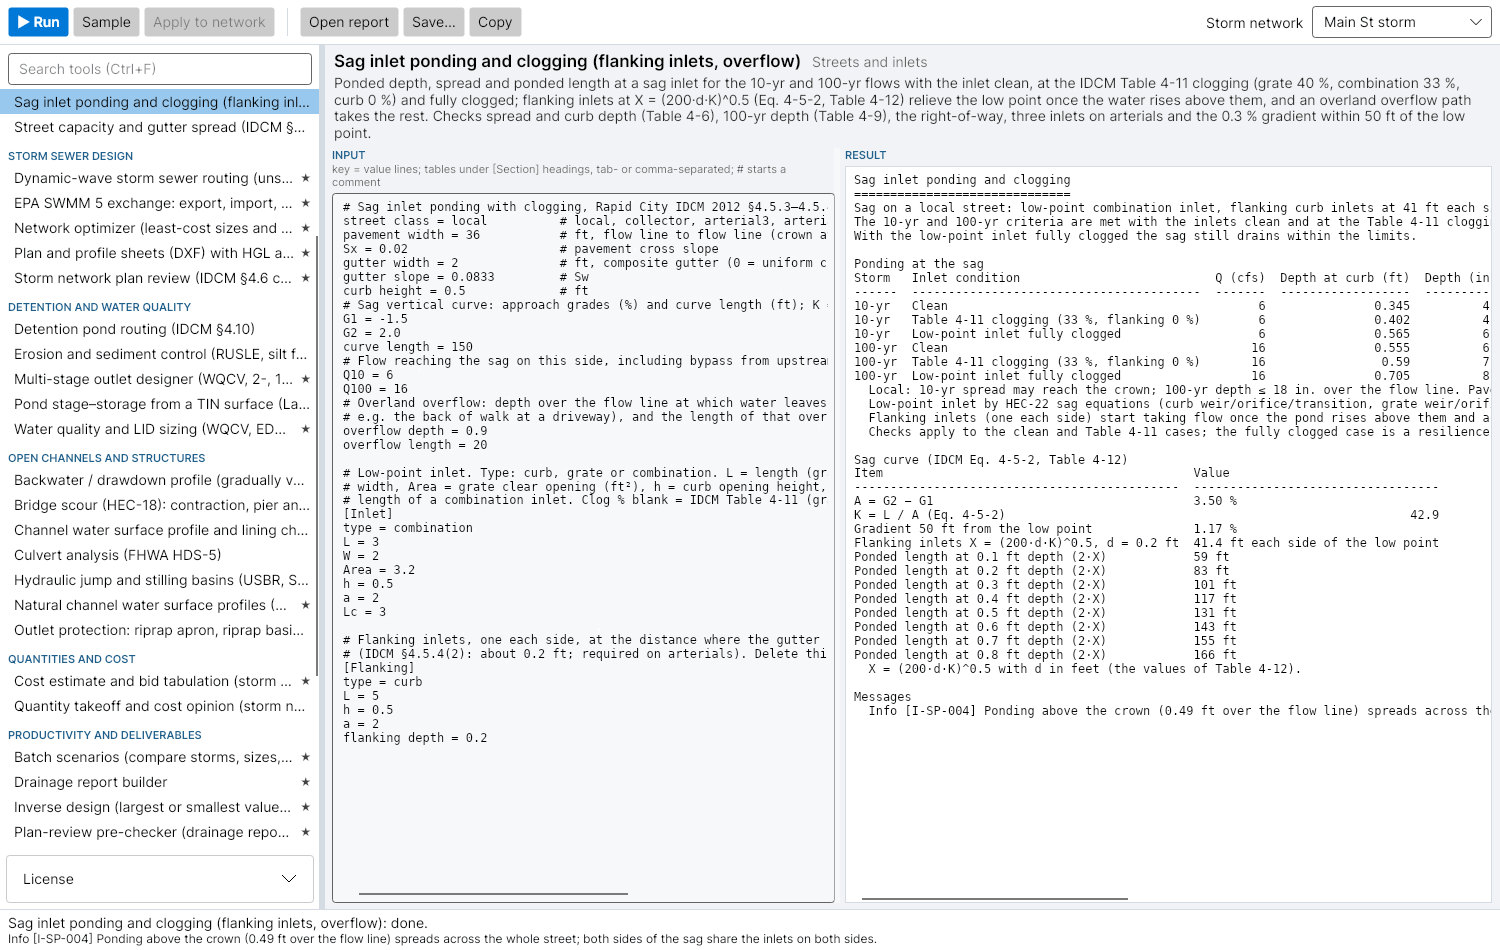 Run
Sample
Apply to network
Open report
Save...
Copy
Storm network
Main St storm
Search tools (Ctrl+F)
Sag inlet ponding and clogging (flanking inl...
Street capacity and gutter spread (IDCM §...
STORM SEWER DESIGN
Dynamic-wave storm sewer routing (uns... ★
EPA SWMM 5 exchange: export, import, ... ★
Network optimizer (least-cost sizes and ... ★
Plan and profile sheets (DXF) with HGL a... ★
Storm network plan review (IDCM §4.6 c... ★
DETENTION AND WATER QUALITY
Detention pond routing (IDCM §4.10)
Erosion and sediment control (RUSLE, silt f...
Multi-stage outlet designer (WQCV, 2-, 1... ★
Pond stage–storage from a TIN surface (La...
Water quality and LID sizing (WQCV, ED... ★
OPEN CHANNELS AND STRUCTURES
Backwater / drawdown profile (gradually v...
Bridge scour (HEC-18): contraction, pier an...
Channel water surface profile and lining ch...
Culvert analysis (FHWA HDS-5)
Hydraulic jump and stilling basins (USBR, S...
Natural channel water surface profiles (... ★
Outlet protection: riprap apron, riprap basi...
QUANTITIES AND COST
Cost estimate and bid tabulation (storm ... ★
Quantity takeoff and cost opinion (storm n...
PRODUCTIVITY AND DELIVERABLES
Batch scenarios (compare storms, sizes,... ★
Drainage report builder ★
Inverse design (largest or smallest value... ★
Plan-review pre-checker (drainage repo... ★
License
Sag inlet ponding and clogging (flanking inlets, overflow) Streets and inlets
Ponded depth, spread and ponded length at a sag inlet for the 10-yr and 100-yr flows with the inlet clean, at the IDCM Table 4-11 clogging (grate 40 %, combination 33 %,
curb 0 %) and fully clogged; flanking inlets at X = (200·d·K)^0.5 (Eq. 4-5-2, Table 4-12) relieve the low point once the water rises above them, and an overland overflow path
takes the rest. Checks spread and curb depth (Table 4-6), 100-yr depth (Table 4-9), the right-of-way, three inlets on arterials and the 0.3 % gradient within 50 ft of the low
point.
INPUT
key = value lines; tables under [Section] headings, tab- or comma-separated; # starts a
comment
# Sag inlet ponding with clogging, Rapid City IDCM 2012 §4.5.3–4.5.
street class = local # local, collector, arterial3, arteri
pavement width = 36 # ft, flow line to flow line (crown a
Sx = 0.02 # pavement cross slope
gutter width = 2 # ft, composite gutter (0 = uniform c
gutter slope = 0.0833 # Sw
curb height = 0.5 # ft
# Sag vertical curve: approach grades (%) and curve length (ft); K =
G1 = -1.5
G2 = 2.0
curve length = 150
# Flow reaching the sag on this side, including bypass from upstrea
Q10 = 6
Q100 = 16
# Overland overflow: depth over the flow line at which water leaves
# e.g. the back of walk at a driveway), and the length of that over
overflow depth = 0.9
overflow length = 20
# Low-point inlet. Type: curb, grate or combination. L = length (gr
# width, Area = grate clear opening (ft²), h = curb opening height,
# length of a combination inlet. Clog % blank = IDCM Table 4-11 (gr
[Inlet]
type = combination
L = 3
W = 2
Area = 3.2
h = 0.5
a = 2
Lc = 3
# Flanking inlets, one each side, at the distance where the gutter
# (IDCM §4.5.4(2): about 0.2 ft; required on arterials). Delete thi
[Flanking]
type = curb
L = 5
h = 0.5
a = 2
flanking depth = 0.2
RESULT
Sag inlet ponding and clogging
==============================
Sag on a local street: low-point combination inlet, flanking curb inlets at 41 ft each s
The 10-yr and 100-yr criteria are met with the inlets clean and at the Table 4-11 cloggi
With the low-point inlet fully clogged the sag still drains within the limits.
Ponding at the sag
Storm Inlet condition Q (cfs) Depth at curb (ft) Depth (in
10-yr Clean 6 0.345 4
10-yr Table 4-11 clogging (33 %, flanking 0 %) 6 0.402 4
10-yr Low-point inlet fully clogged 6 0.565 6
100-yr Clean 16 0.555 6
100-yr Table 4-11 clogging (33 %, flanking 0 %) 16 0.59 7
100-yr Low-point inlet fully clogged 16 0.705 8
Local: 10-yr spread may reach the crown; 100-yr depth ≤ 18 in. over the flow line. Pav
Low-point inlet by HEC-22 sag equations (curb weir/orifice/transition, grate weir/orif
Flanking inlets (one each side) start taking flow once the pond rises above them and a
Checks apply to the clean and Table 4-11 cases; the fully clogged case is a resilience
Sag curve (IDCM Eq. 4-5-2, Table 4-12)
Item Value
A = G2 − G1 3.50 %
K = L / A (Eq. 4-5-2) 42.9
Gradient 50 ft from the low point 1.17 %
Flanking inlets X = (200·d·K)^0.5, d = 0.2 ft 41.4 ft each side of the low point
Ponded length at 0.1 ft depth (2·X) 59 ft
Ponded length at 0.2 ft depth (2·X) 83 ft
Ponded length at 0.3 ft depth (2·X) 101 ft
Ponded length at 0.4 ft depth (2·X) 117 ft
Ponded length at 0.5 ft depth (2·X) 131 ft
Ponded length at 0.6 ft depth (2·X) 143 ft
Ponded length at 0.7 ft depth (2·X) 155 ft
Ponded length at 0.8 ft depth (2·X) 166 ft
X = (200·d·K)^0.5 with d in feet (the values of Table 4-12).
Messages
Info [I-SP-004] Ponding above the crown (0.49 ft over the flow line) spreads across the
Sag inlet ponding and clogging (flanking inlets, overflow): done.
Info [I-SP-004] Ponding above the crown (0.49 ft over the flow line) spreads across the whole street; both sides of the sag share the inlets on both sides.